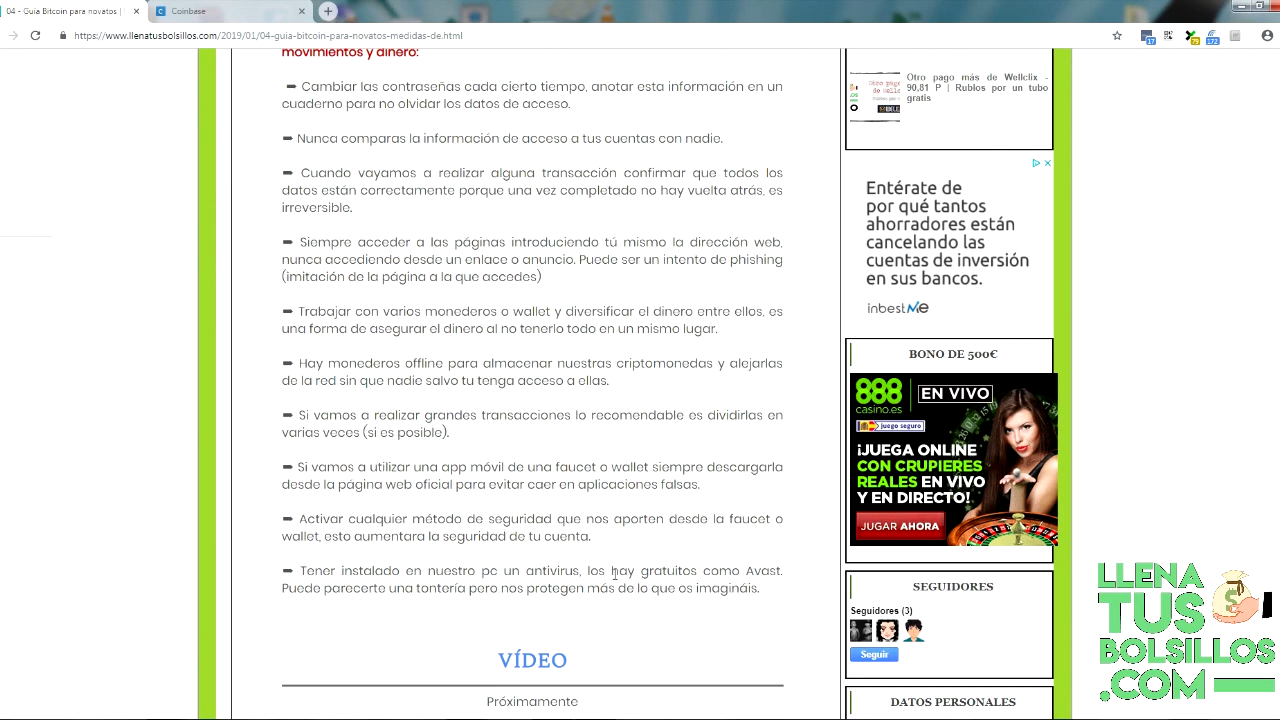 04 - Guía Bitcoin para novatos |
Coinbase
https://www.llenatusbolsillos.com/2019/01/04-guia-bitcoin-para-novatos-medidas-de.html
17
75
172
movimientos y dinero:
➨ Cambiar las contraseñas cada cierto tiempo, anotar esta información en un
cuaderno para no olvidar los datos de acceso.
➨ Nunca comparas la información de acceso a tus cuentas con nadie.
➨ Cuando vayamos a realizar alguna transacción confirmar que todos los
datos están correctamente porque una vez completado no hay vuelta atrás, es
irreversible.
➨ Siempre acceder a las páginas introduciendo tú mismo la dirección web,
nunca accediendo desde un enlace o anuncio. Puede ser un intento de phishing
(imitación de la página a la que accedes)
➨ Trabajar con varios monederos o wallet y diversificar el dinero entre ellos, es
una forma de asegurar el dinero al no tenerlo todo en un mismo lugar.
➨ Hay monederos offline para almacenar nuestras criptomonedas y alejarlas
de la red sin que nadie salvo tu tenga acceso a ellas.
➨ Si vamos a realizar grandes transacciones lo recomendable es dividirlas en
varias veces (si es posible).
➨ Si vamos a utilizar una app móvil de una faucet o wallet siempre descargarla
desde la página web oficial para evitar caer en aplicaciones falsas.
➨ Activar cualquier método de seguridad que nos aporten desde la faucet o
wallet, esto aumentara la seguridad de tu cuenta.
➨ Tener instalado en nuestro pc un antivirus, los hay gratuitos como Avast.
Puede parecerte una tontería pero nos protegen más de lo que os imagináis.
VÍDEO
Próximamente
Otro pago más de Wellclix -
90,81 P | Rublos por un tubo
gratis
Entérate de
por qué tantos
ahorradores están
cancelando las
cuentas de inversión
en sus bancos.
inbestMe
BONO DE 500€
888
casino.es
EN VIVO
juego seguro
¡JUEGA ONLINE
CON CRUPIERES
REALES EN VIVO
Y EN DIRECTO!
JUGAR AHORA
SEGUIDORES
Seguidores (3)
Seguir
DATOS PERSONALES
LLENA
TUS
BOLSILLOS
.COM